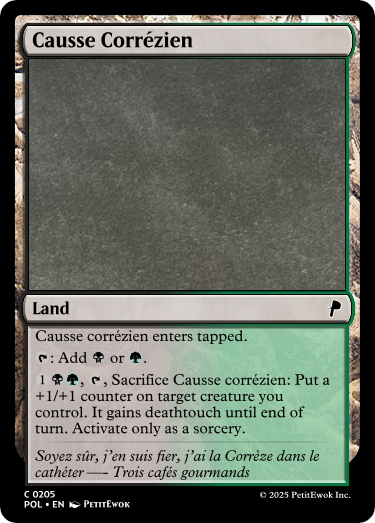 Causse Corrézien
Land
Causse corrézien enters tapped.
: Add or .
1 , , Sacrifice Causse corrézien: Put a
+1/+1 counter on target creature you
control. It gains deathtouch until end of
turn. Activate only as a sorcery.
Soyez sûr, j'en suis fier, j'ai la Corrèze dans le
cathéter —- Trois cafés gourmands
C 0205
POL • EN PetitEwok
© 2025 PetitEwok Inc.